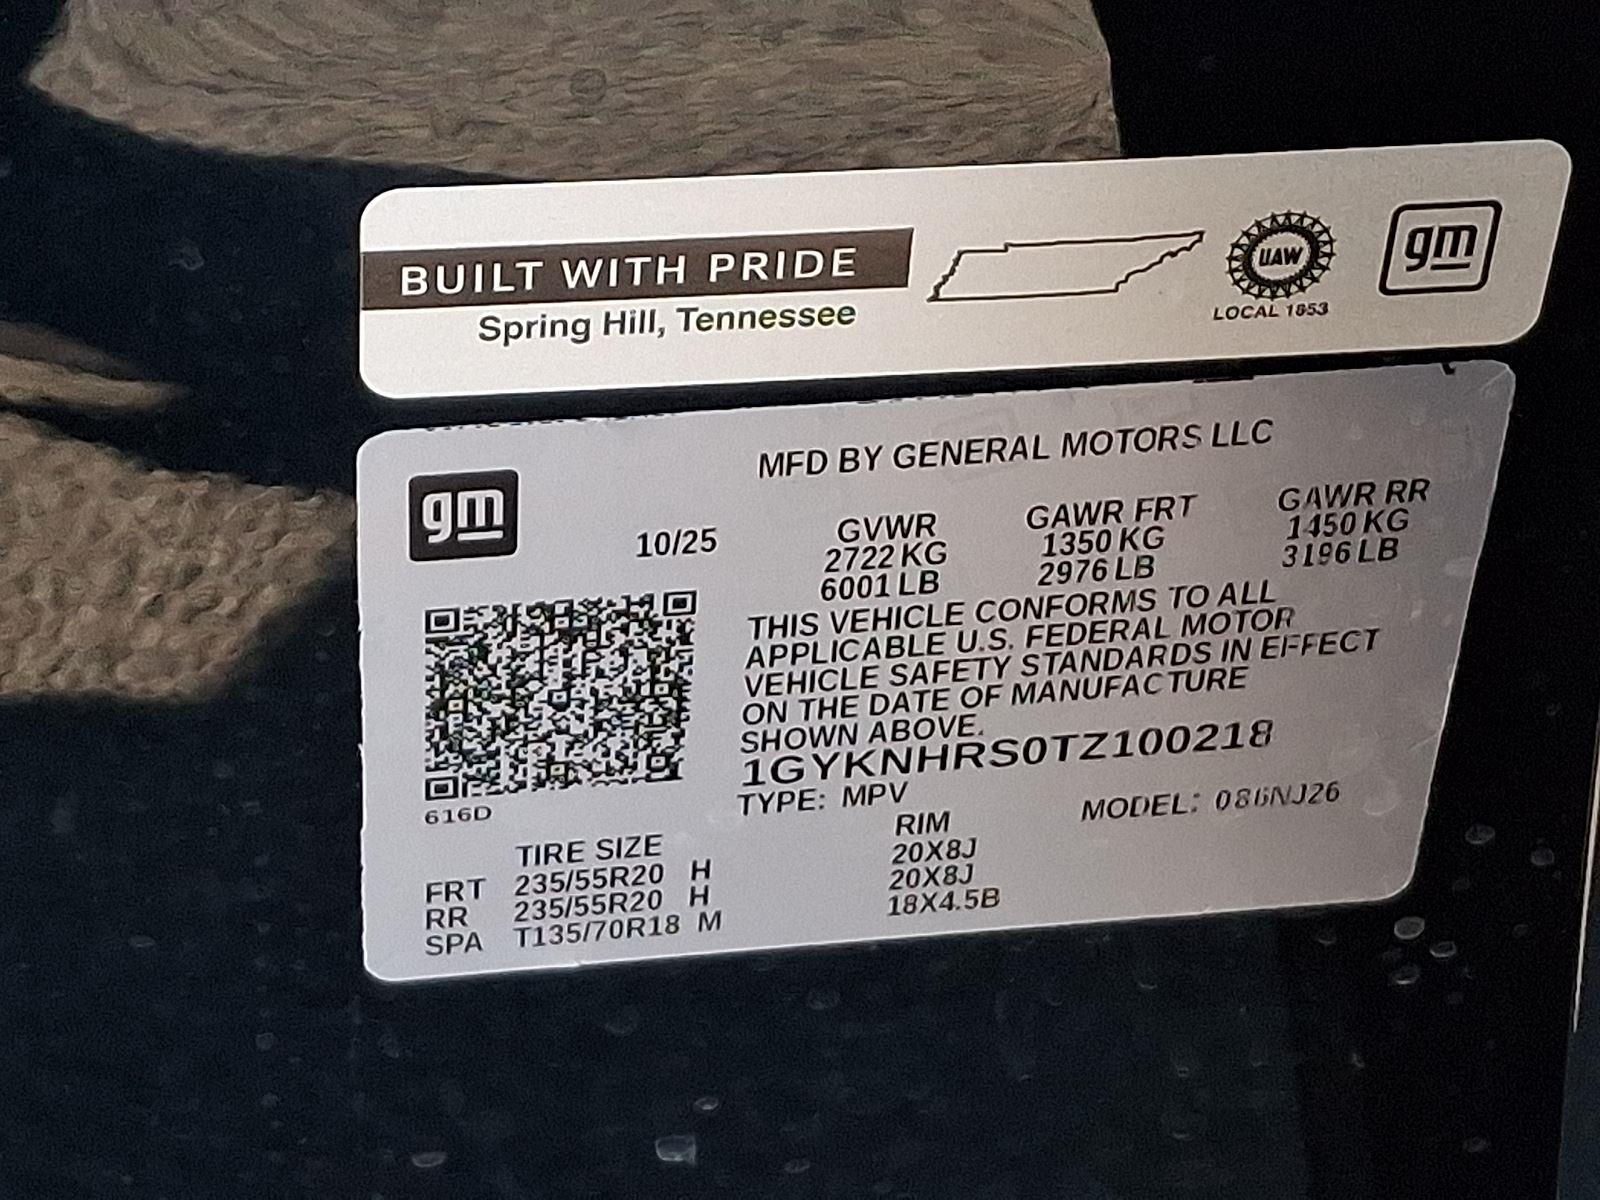 BUILT WITH PRIDE
Spring Hill, Tennessee
UAW
LOCAL 1853
gm
MFD BY GENERAL MOTORS LLC
gm
10/25
GVWR GAWR FRT GAWR RR
2722 KG 1350 KG 1450 KG
6001 LB 2976 LB 3196 LB
THIS VEHICLE CONFORMS TO ALL
APPLICABLE U.S. FEDERAL MOTOR
VEHICLE SAFETY STANDARDS IN EFFECT
ON THE DATE OF MANUFACTURE
SHOWN ABOVE.
1GYKNHRS0TZ100218
616D
TYPE: MPV MODEL: 086NJ26
TIRE SIZE RIM
FRT 235/55R20 H 20X8J
RR 235/55R20 H 20X8J
SPA T135/70R18 M 18X4.5B